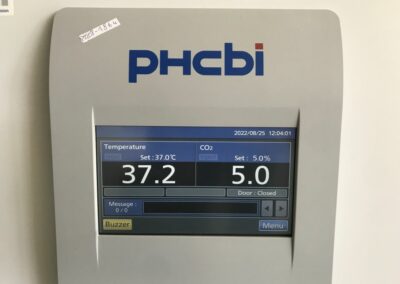 PHCbi
2022/08/25 12:04:01
Temperature
CO2
Set : 37.0°C
Set : 5.0%
37.2
5.0
Door : Closed
Message :
0 / 0
Buzzer
Menu